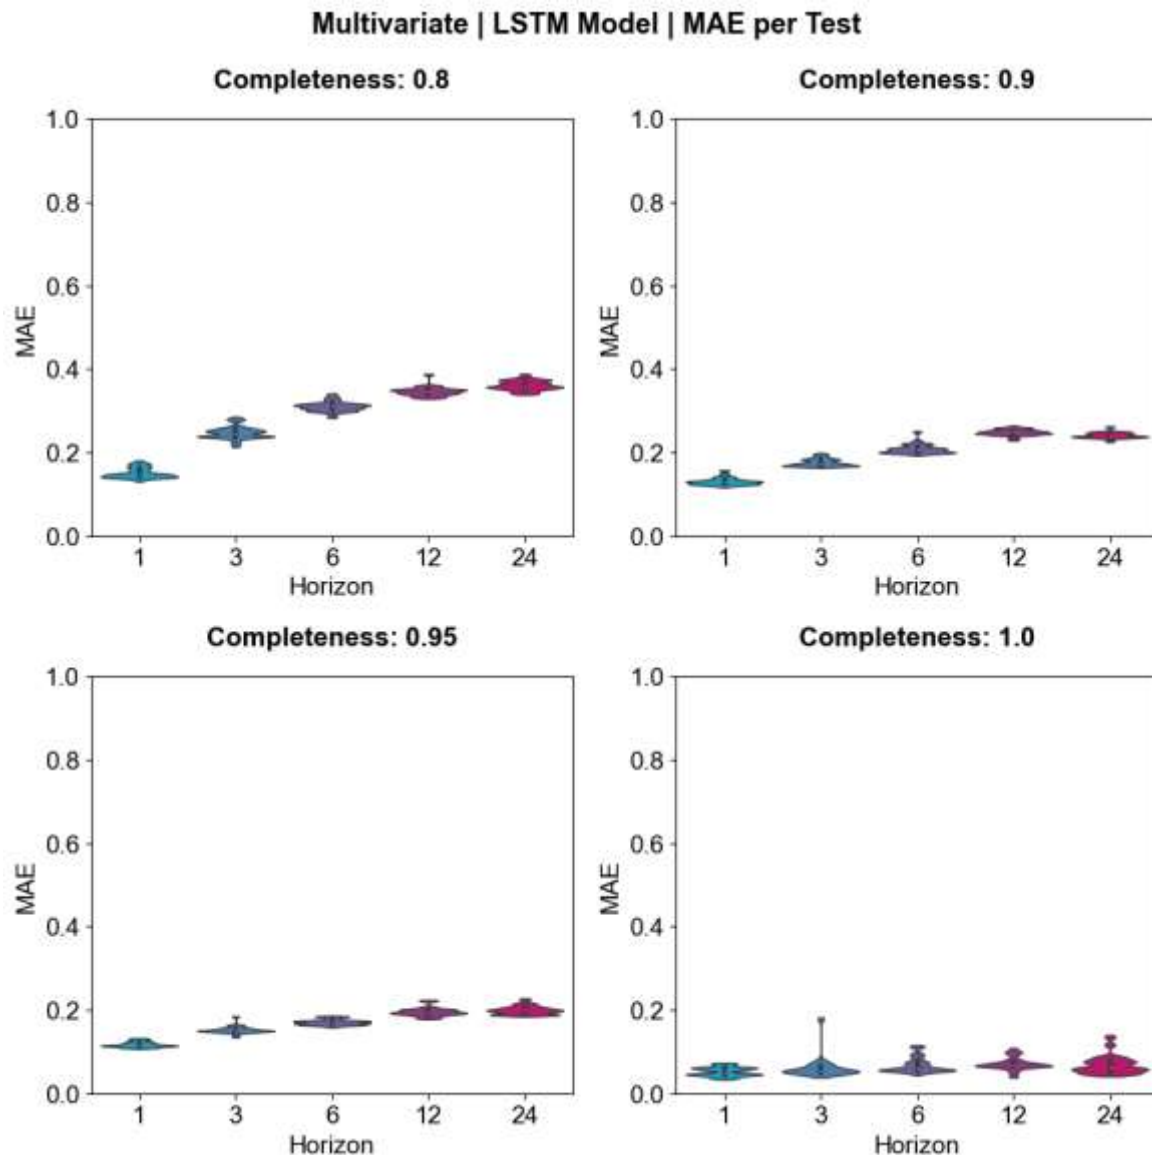 Multivariate | LSTM Model | MAE per Test
Completeness: 0.8
1.0
0.8
0.6
0.4
0.2
0.0
MAE
1 3 6 12 24
Horizon
Completeness: 0.9
1.0
0.8
0.6
0.4
0.2
0.0
MAE
1 3 6 12 24
Horizon
Completeness: 0.95
1.0
0.8
0.6
0.4
0.2
0.0
MAE
1 3 6 12 24
Horizon
Completeness: 1.0
1.0
0.8
0.6
0.4
0.2
0.0
MAE
1 3 6 12 24
Horizon